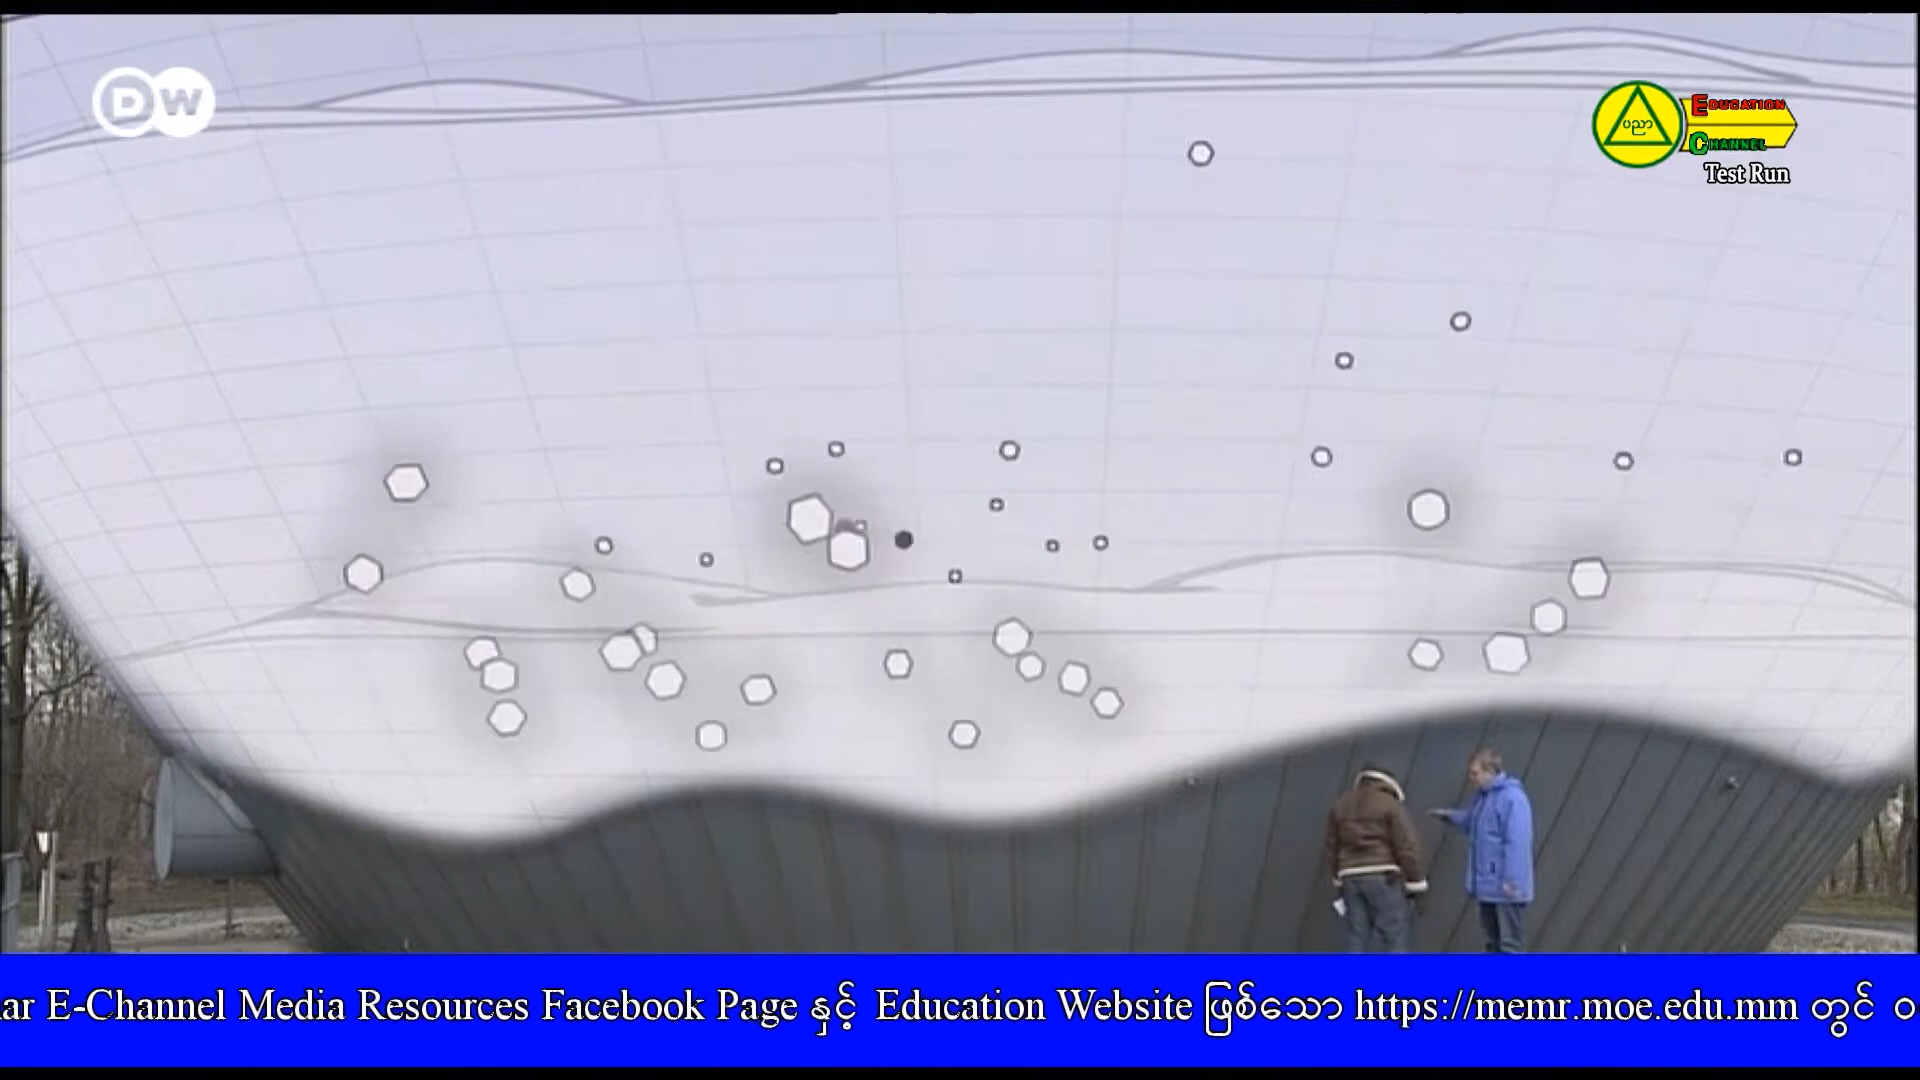 DW
ပညာ
EDUCATION
CHANNEL
Test Run
ar E-Channel Media Resources Facebook Page နှင့် Education Website ဖြစ်သော https://memr.moe.edu.mm တွင်